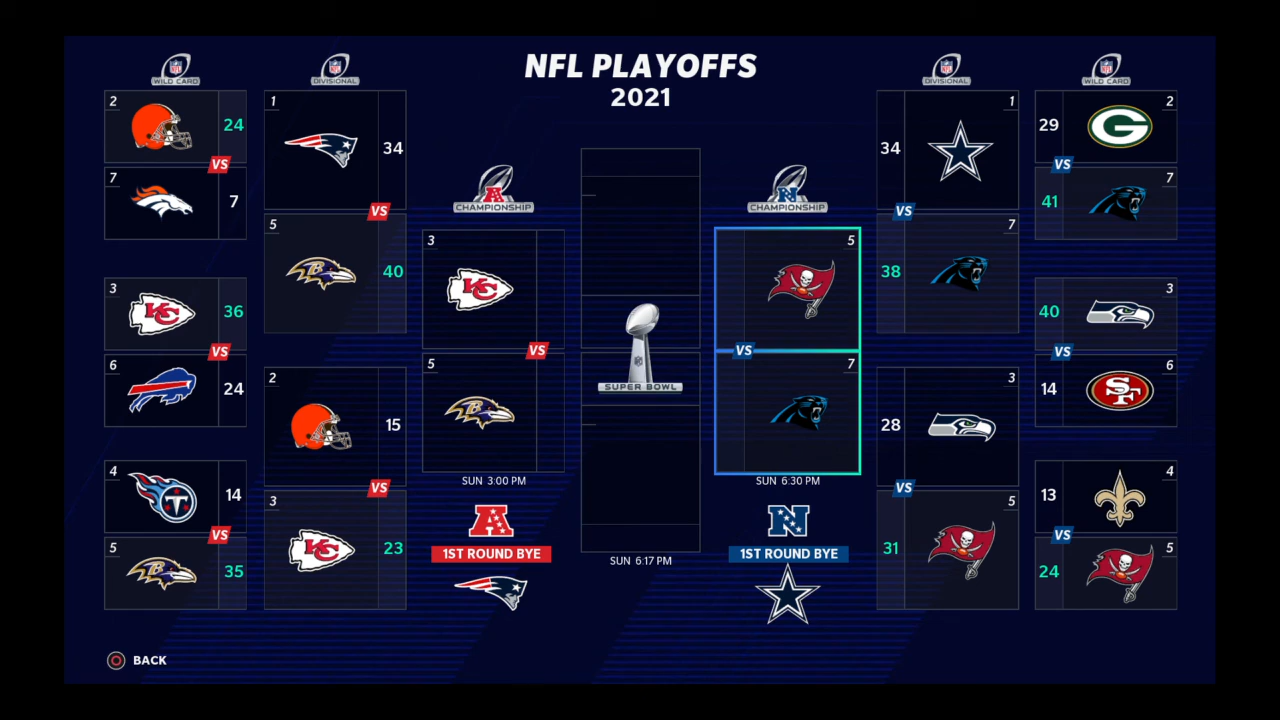 NFL PLAYOFFS
2021
WILD CARD
2
24
VS
7
7
3
36
VS
6
24
4
14
VS
5
35
DIVISIONAL
1
34
VS
5
40
2
15
VS
3
23
A
CHAMPIONSHIP
3
VS
5
SUN 3:00 PM
A
1ST ROUND BYE
SUPER BOWL
SUN 6:17 PM
N
CHAMPIONSHIP
5
VS
7
SUN 6:30 PM
N
1ST ROUND BYE
DIVISIONAL
1
34
VS
7
38
3
28
VS
5
31
WILD CARD
2
29
G
VS
7
41
3
40
VS
6
14
SF
4
13
VS
5
24
BACK